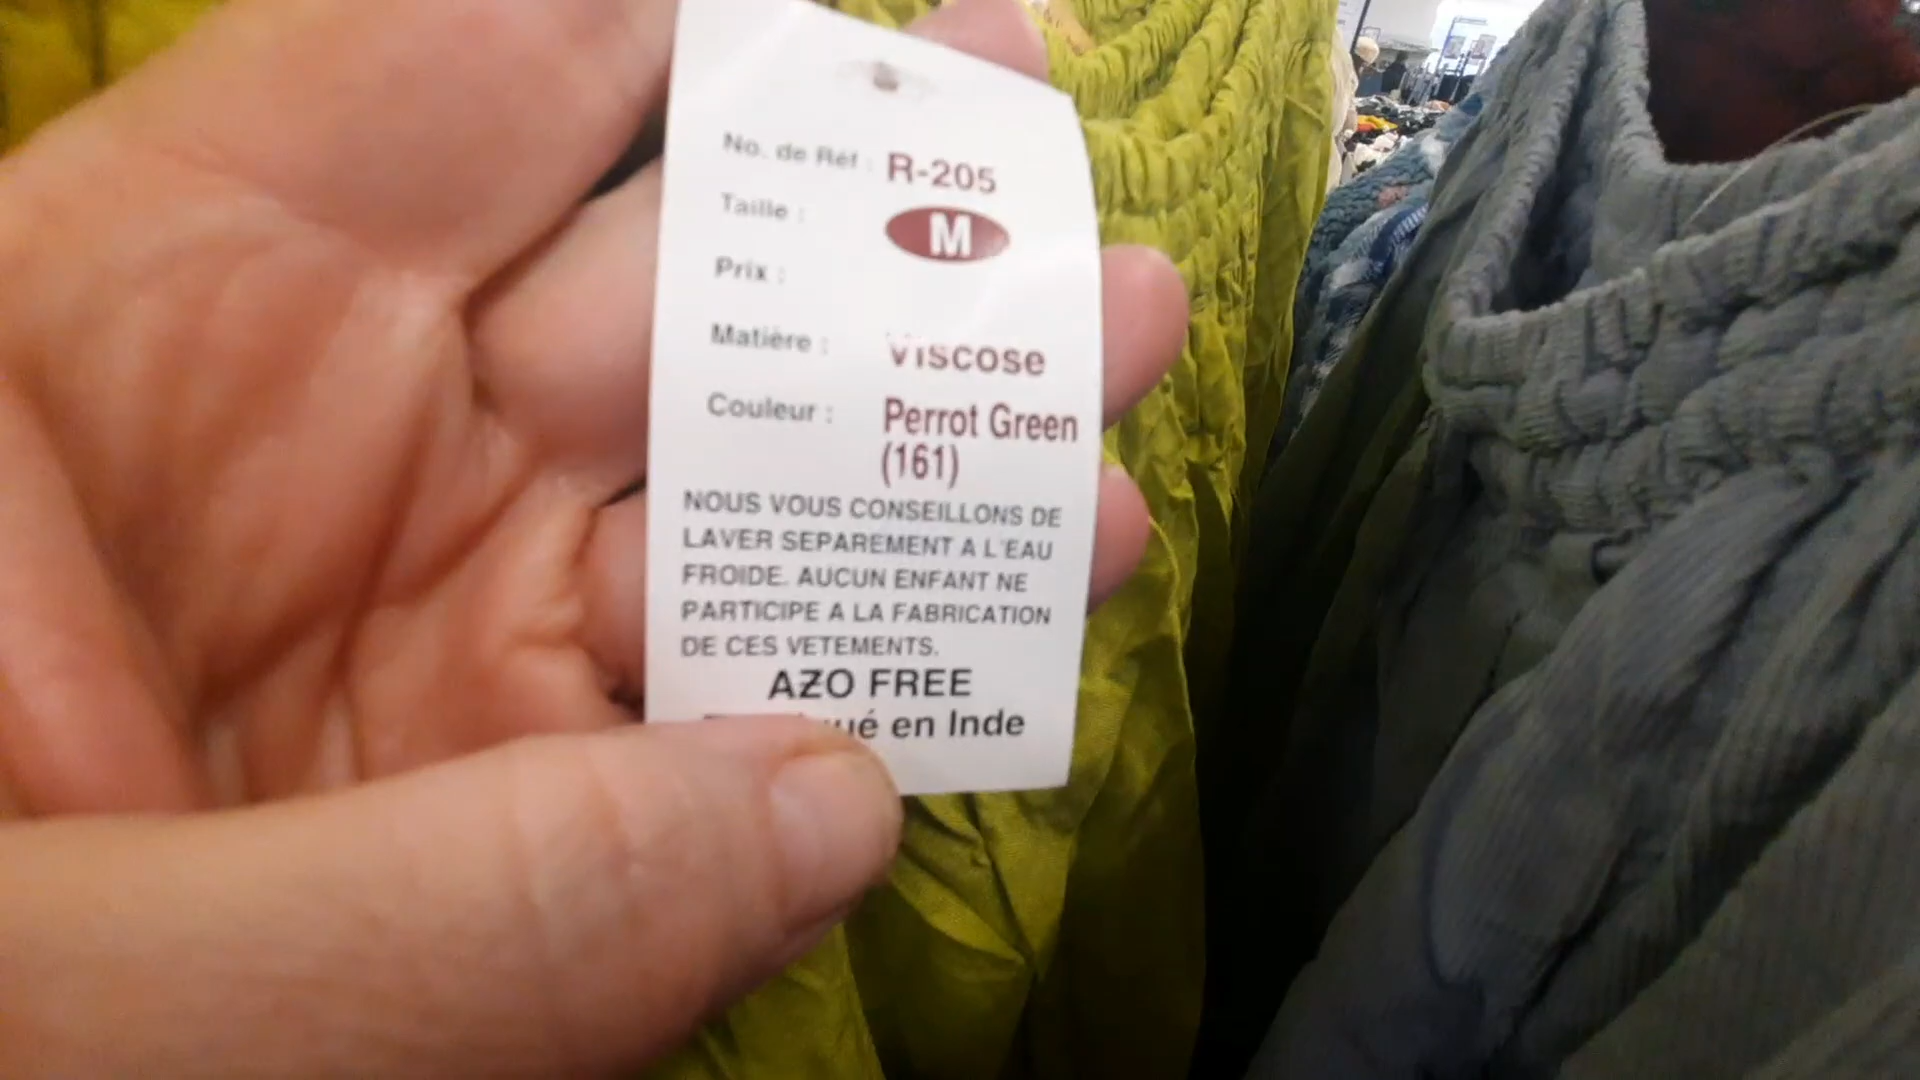 No. de Réf : R-205
Taille : M
Prix :
Matière : Viscose
Couleur : Perrot Green
(161)
NOUS VOUS CONSEILLONS DE
LAVER SEPAREMENT A L'EAU
FROIDE. AUCUN ENFANT NE
PARTICIPE A LA FABRICATION
DE CES VETEMENTS.
AZO FREE
en Inde